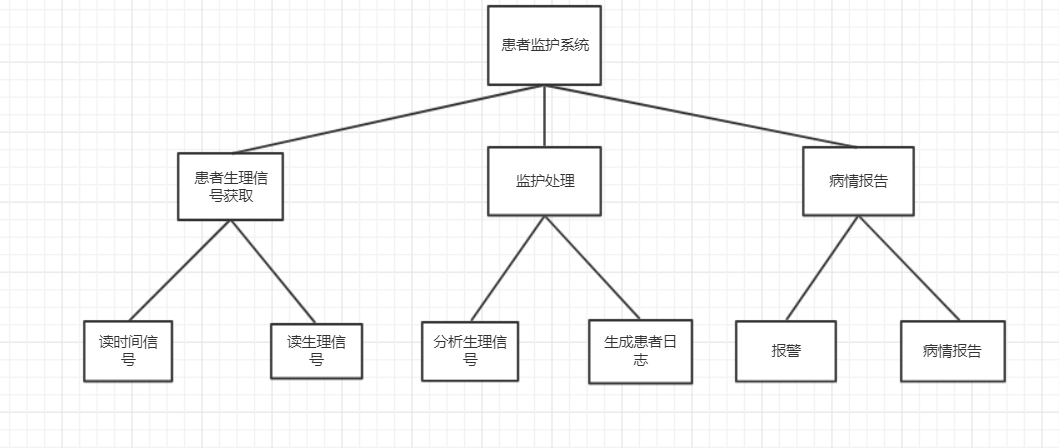 患者监护系统
患者生理信
号获取
监护处理
病情报告
读时间信
号
读生理信
号
分析生理信
号
生成患者日
志
报警
病情报告